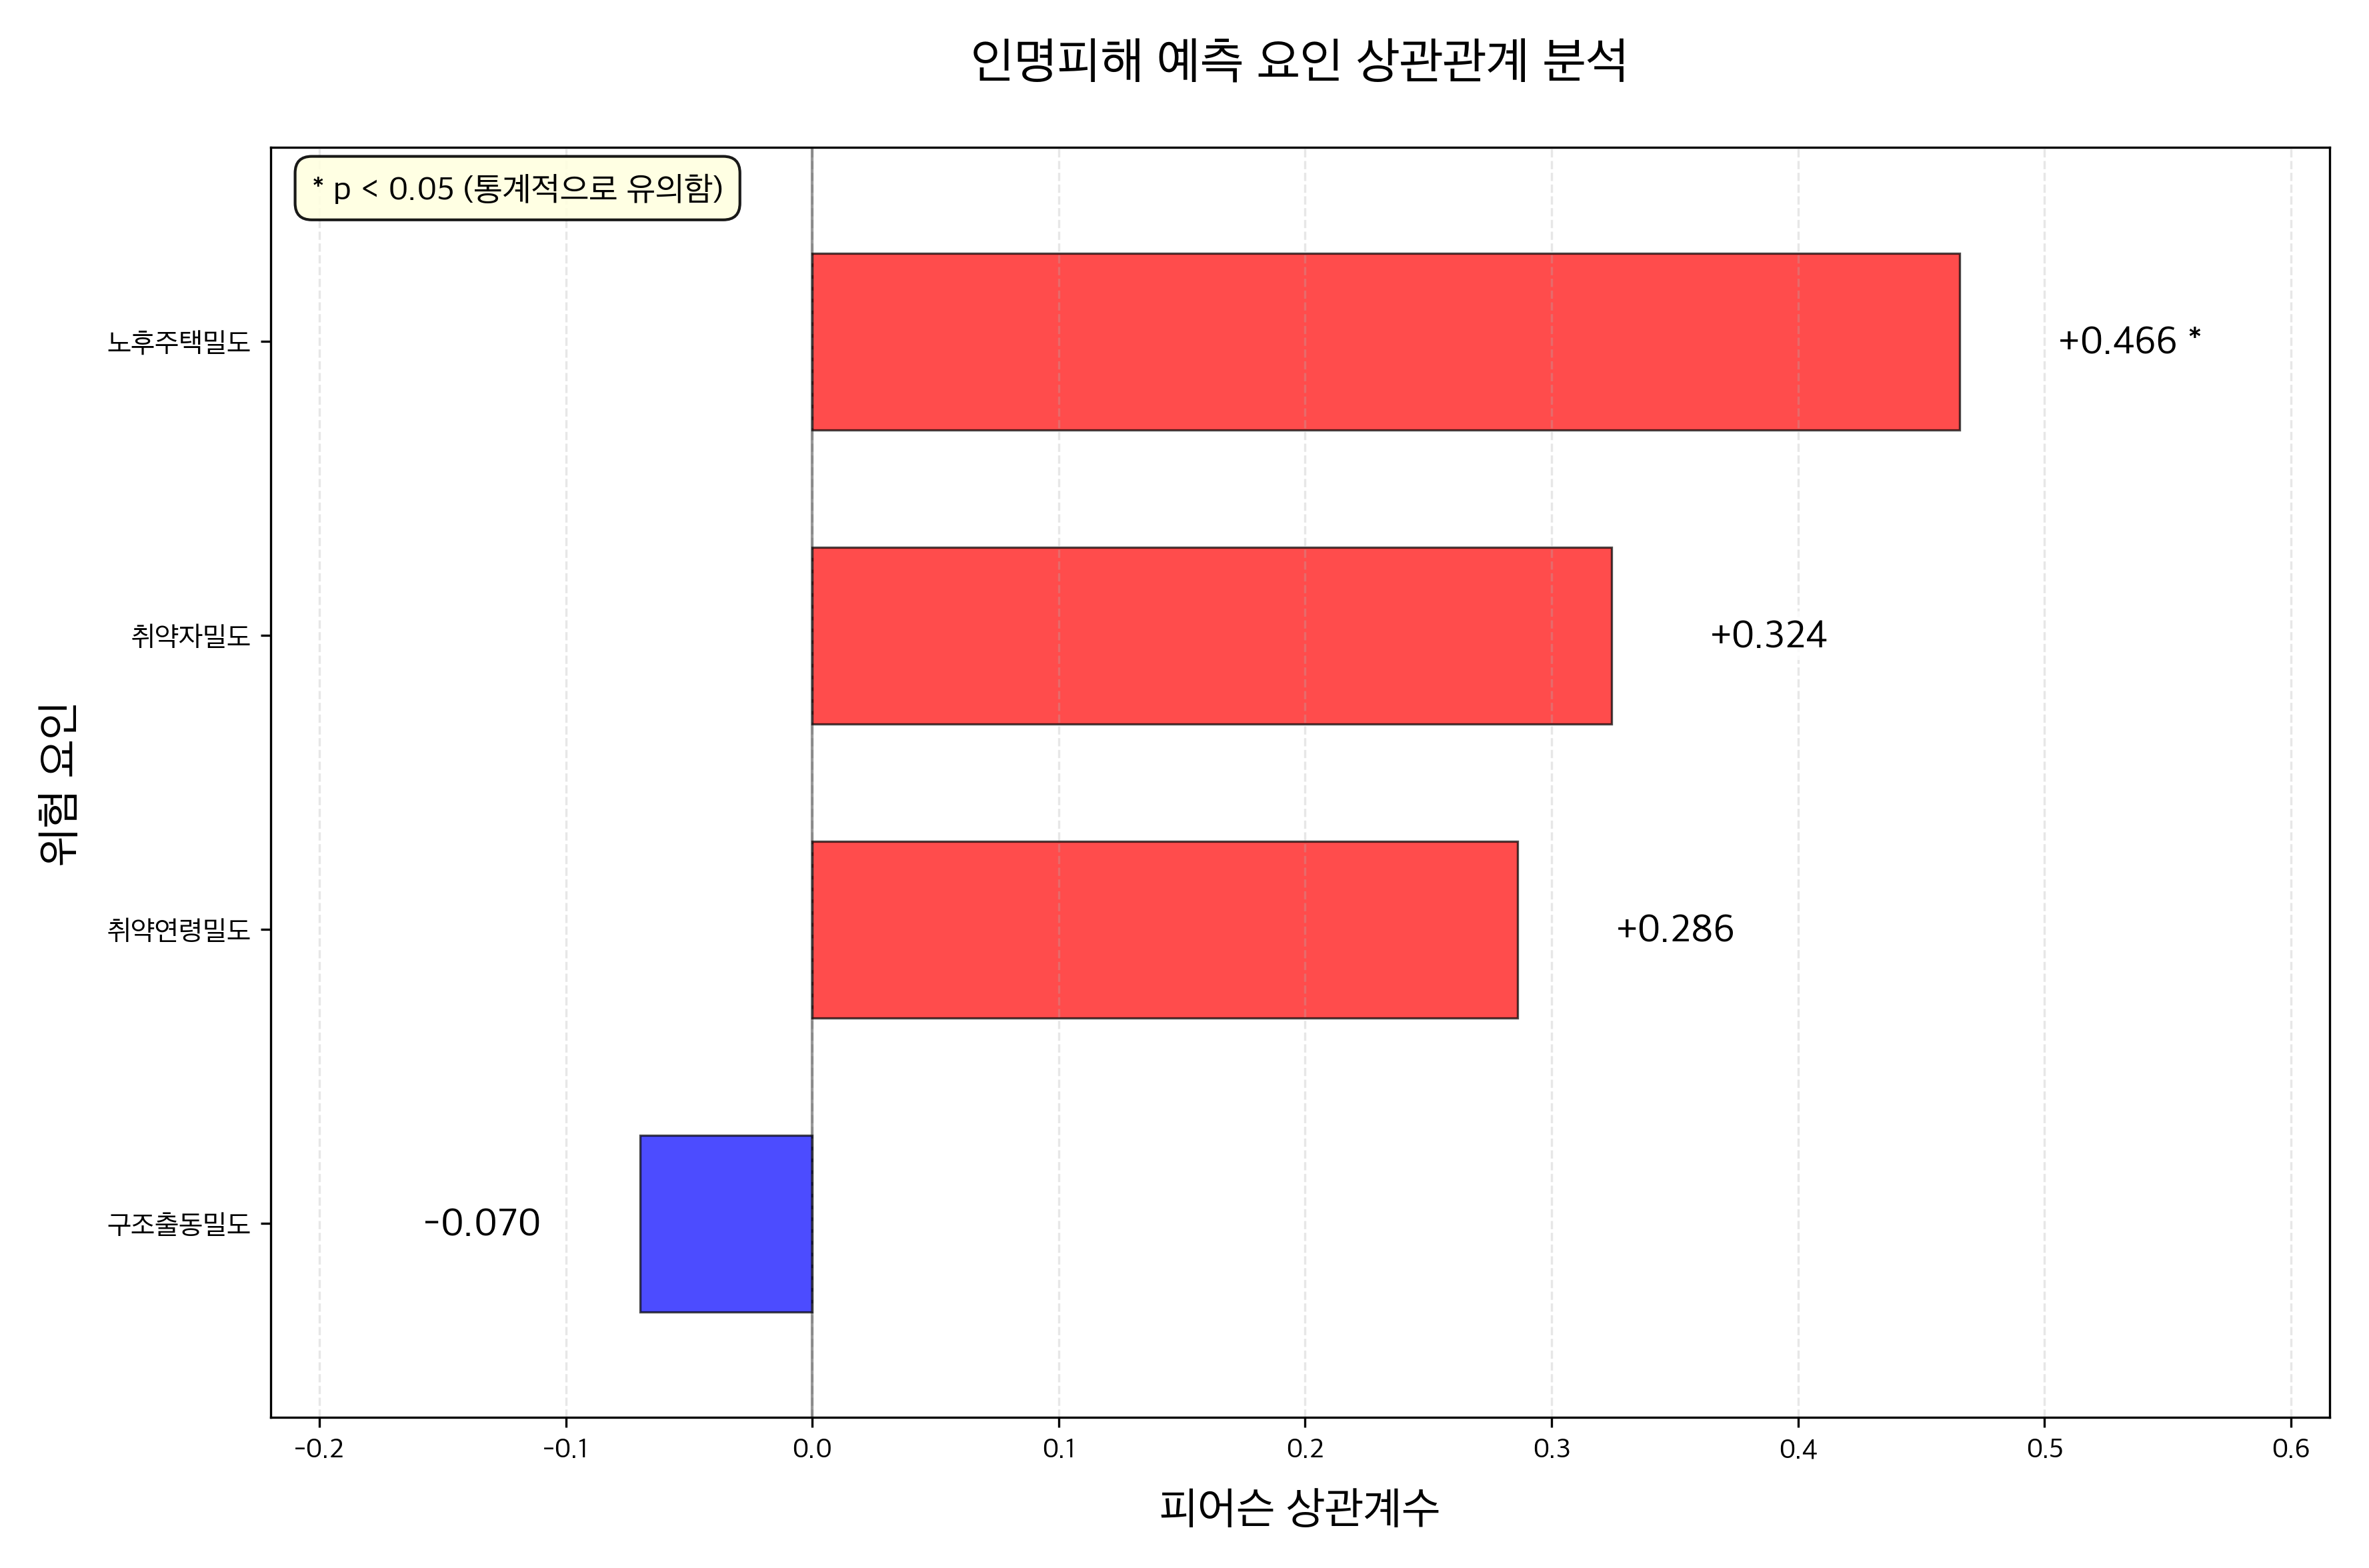 인명피해 예측 요인 상관관계 분석
* p < 0.05 (통계적으로 유의함)
노후주택밀도
+0.466 *
취약자밀도
+0.324
위험 요인
취약연령밀도
+0.286
구조출동밀도
-0.070
-0.2 -0.1 0.0 0.1 0.2 0.3 0.4 0.5 0.6
피어슨 상관계수